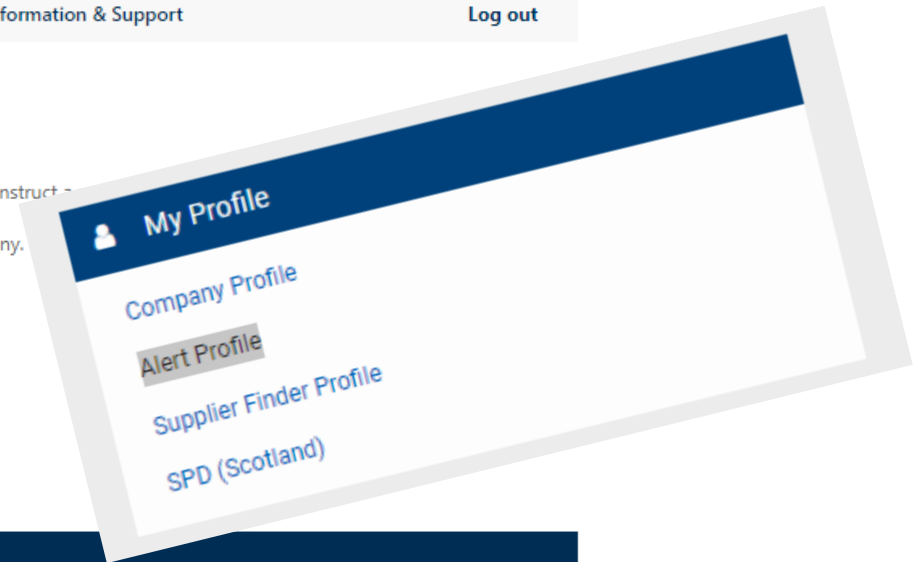 formation & Support
Log out
nstruct
ny.
My Profile
Company Profile
Alert Profile
Supplier Finder Profile
SPD (Scotland)